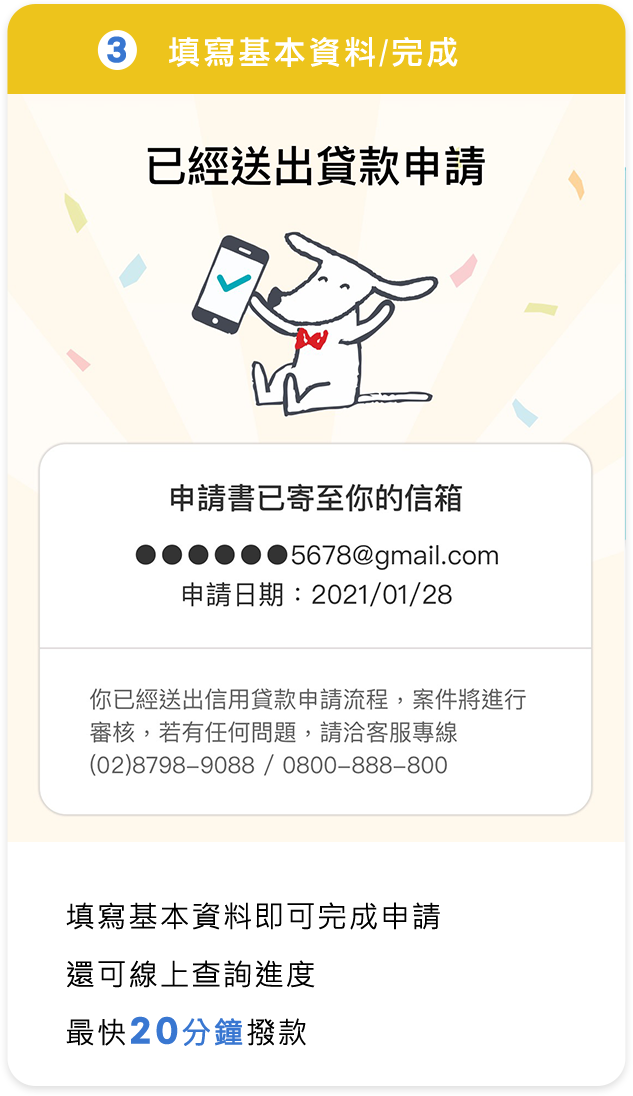 3 填寫基本資料/完成
已經送出貸款申請
申請書已寄至你的信箱
●●●●●●5678@gmail.com
申請日期：2021/01/28
你已經送出信用貸款申請流程，案件將進行
審核，若有任何問題，請洽客服專線
(02)8798-9088 / 0800-888-800
填寫基本資料即可完成申請
還可線上查詢進度
最快20分鐘撥款